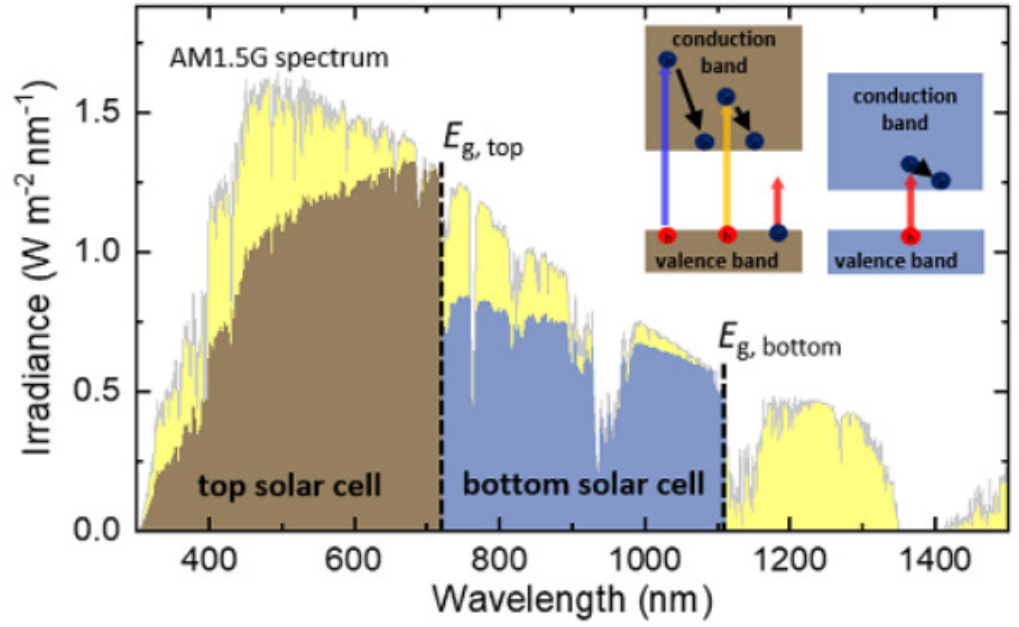 AM1.5G spectrum
E g, top
E g, bottom
conduction
band
valence band
conduction
band
valence band
h
h
h
top solar cell
bottom solar cell
Irradiance (W m-2 nm-1)
0.0
0.5
1.0
1.5
400
600
800
1000
1200
1400
Wavelength (nm)